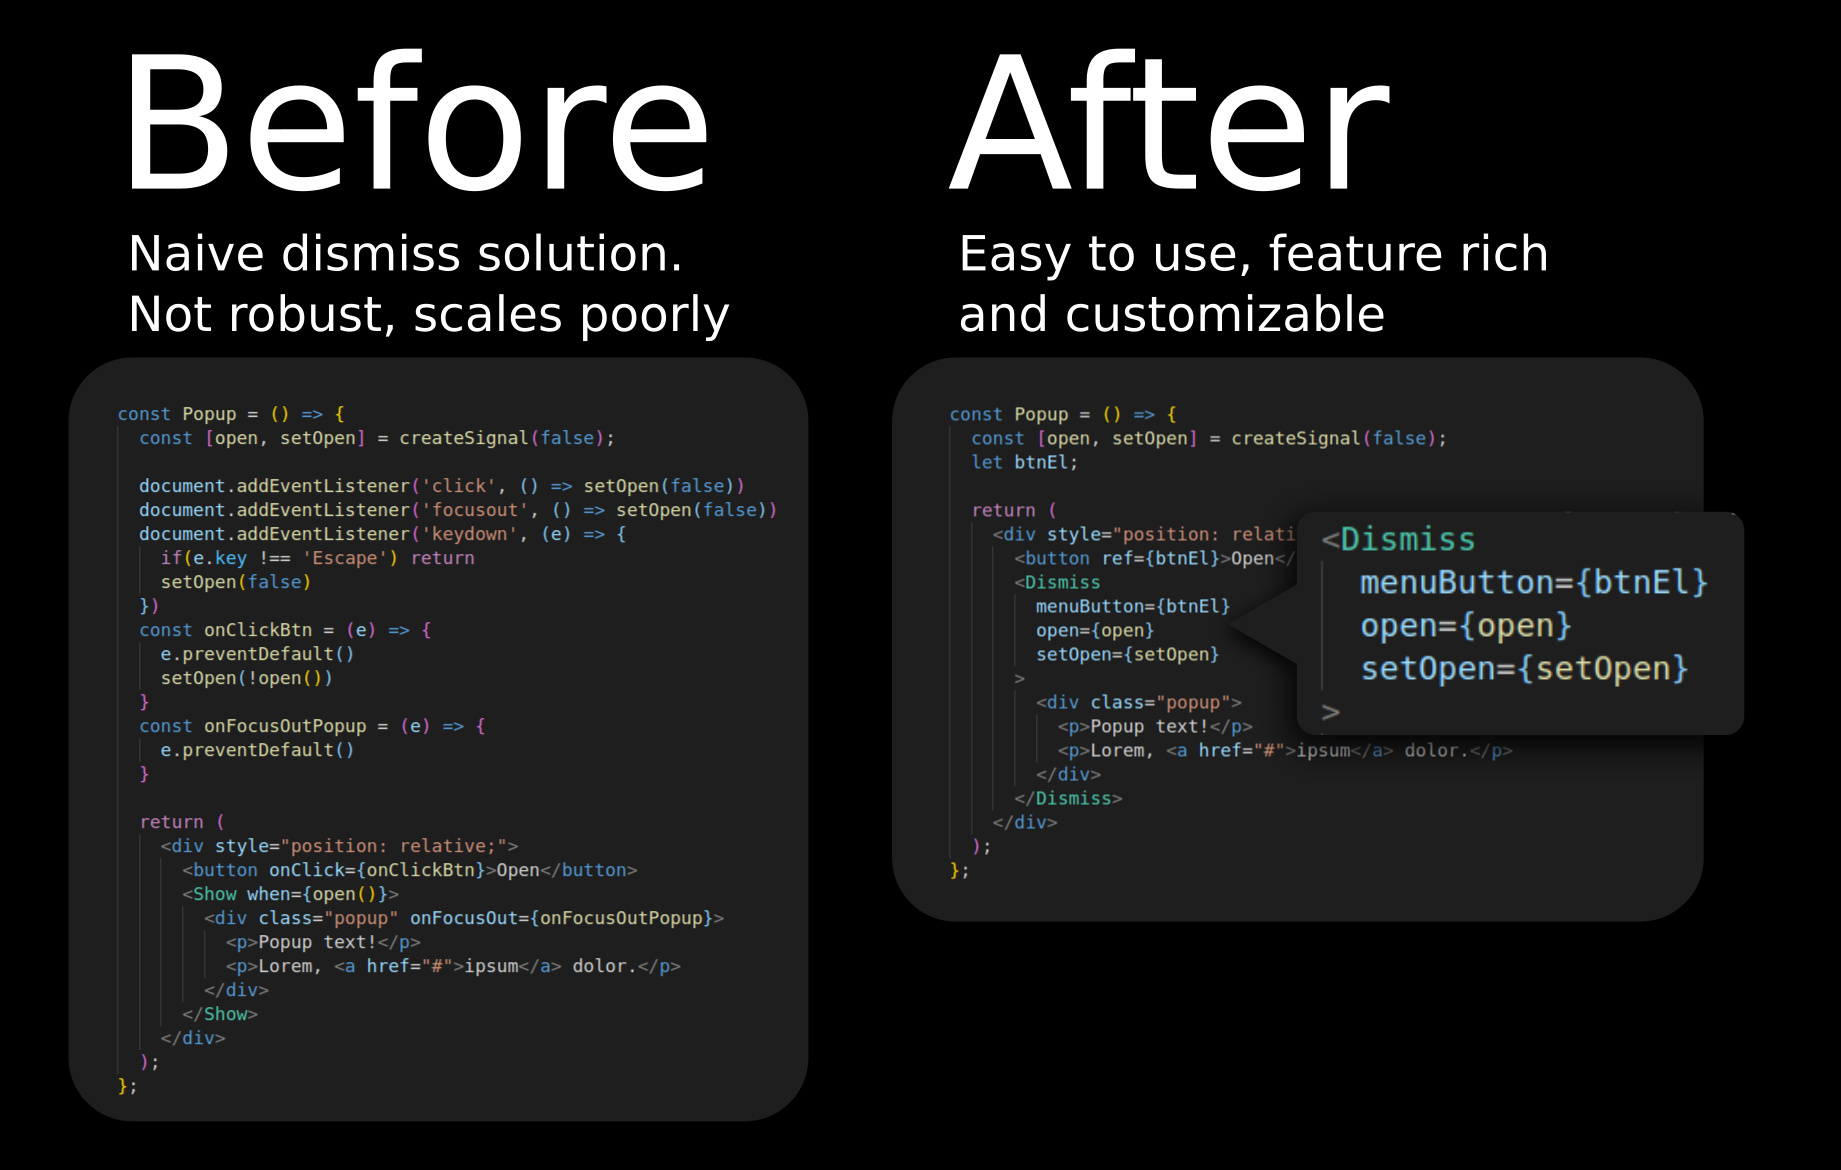 Before
Naive dismiss solution.
Not robust, scales poorly
const Popup = () => {
  const [open, setOpen] = createSignal(false);

  document.addEventListener('click', () => setOpen(false))
  document.addEventListener('focusout', () => setOpen(false))
  document.addEventListener('keydown', (e) => {
    if(e.key !== 'Escape') return
    setOpen(false)
  })
  const onClickBtn = (e) => {
    e.preventDefault()
    setOpen(!open())
  }
  const onFocusOutPopup = (e) => {
    e.preventDefault()
  }

  return (
    <div style="position: relative;">
      <button onClick={onClickBtn}>Open</button>
      <Show when={open()}>
        <div class="popup" onFocusOut={onFocusOutPopup}>
          <p>Popup text!</p>
          <p>Lorem, <a href="#">ipsum</a> dolor.</p>
        </div>
      </Show>
    </div>
  );
};
After
Easy to use, feature rich
and customizable
const Popup = () => {
  const [open, setOpen] = createSignal(false);
  let btnEl;

  return (
    <div style="position: relati
      <button ref={btnEl}>Open</
      <Dismiss
        menuButton={btnEl}
        open={open}
        setOpen={setOpen}
      >
        <div class="popup">
          <p>Popup text!</p>
          <p>Lorem, <a href="#">ipsum</a> dolor.</p>
        </div>
      </Dismiss>
    </div>
  );
};
<Dismiss
  menuButton={btnEl}
  open={open}
  setOpen={setOpen}
>